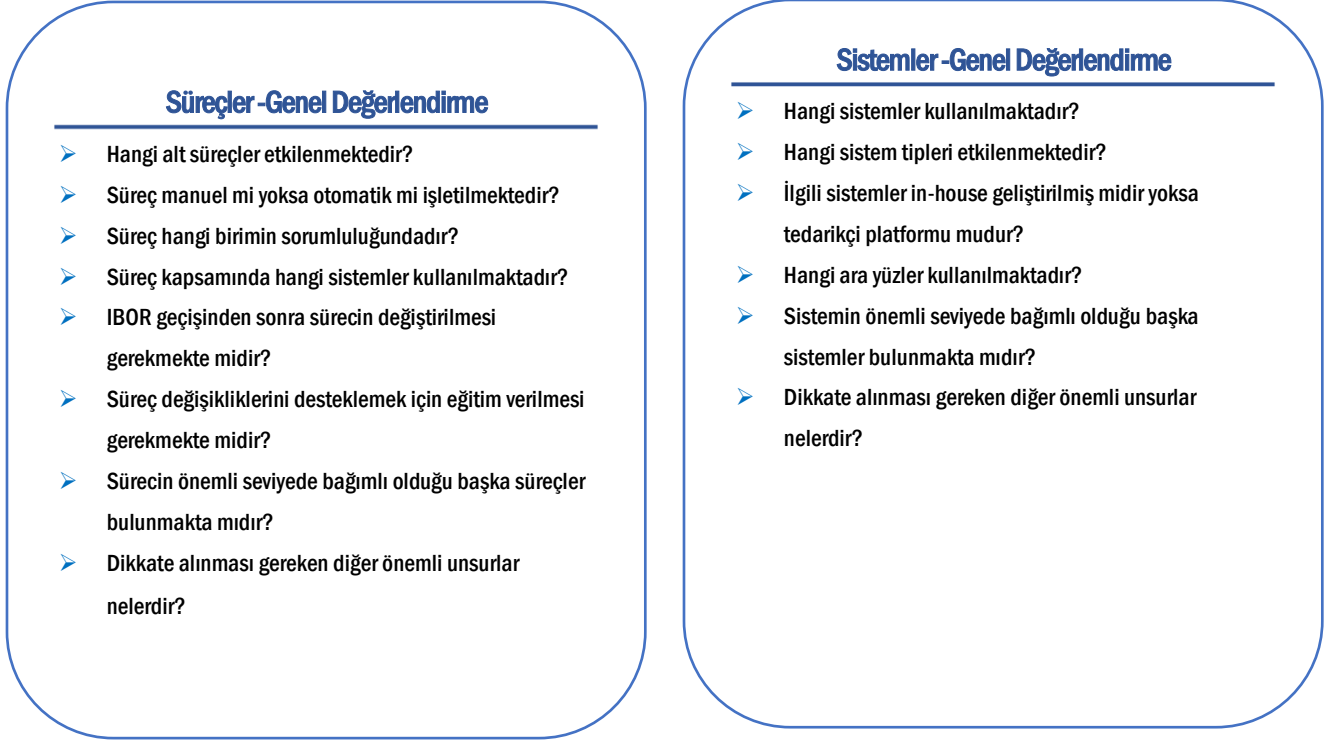 Süreçler -Genel Değerlendirme
➢ Hangi alt süreçler etkilenmektedir?
➢ Süreç manuel mi yoksa otomatik mi işletilmektedir?
➢ Süreç hangi birimin sorumluluğundadır?
➢ Süreç kapsamında hangi sistemler kullanılmaktadır?
➢ IBOR geçişinden sonra sürecin değiştirilmesi
gerekmekte midir?
➢ Süreç değişikliklerini desteklemek için eğitim verilmesi
gerekmekte midir?
➢ Sürecin önemli seviyede bağımlı olduğu başka süreçler
bulunmakta mıdır?
➢ Dikkate alınması gereken diğer önemli unsurlar
nelerdir?
Sistemler -Genel Değerlendirme
➢ Hangi sistemler kullanılmaktadır?
➢ Hangi sistem tipleri etkilenmektedir?
➢ İlgili sistemler in-house geliştirilmiş midir yoksa
tedarikçi platformu mudur?
➢ Hangi ara yüzler kullanılmaktadır?
➢ Sistemin önemli seviyede bağımlı olduğu başka
sistemler bulunmakta mıdır?
➢ Dikkate alınması gereken diğer önemli unsurlar
nelerdir?